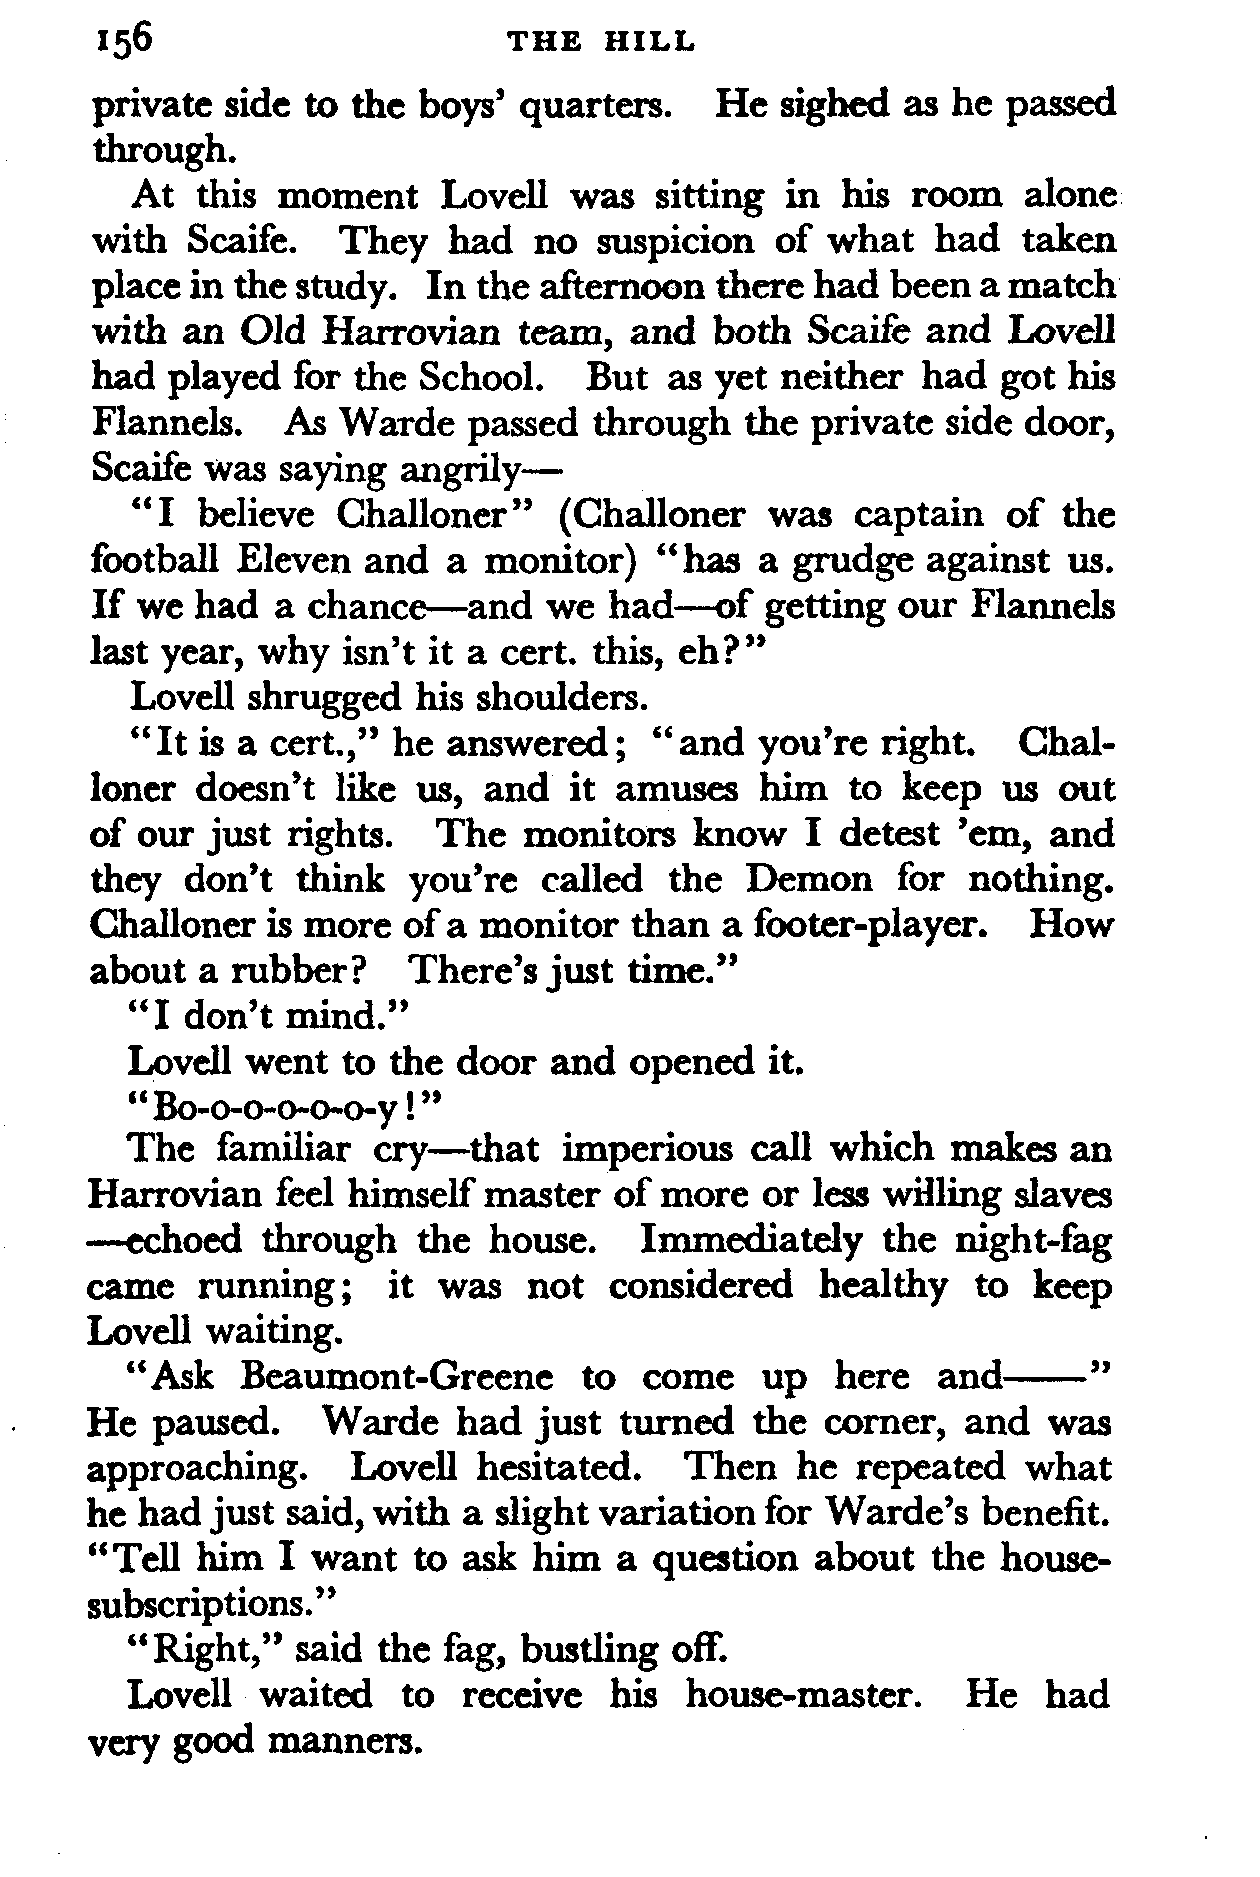 156 THE HILL
private side to the boys' quarters. He sighed as he passed
through.
At this moment Lovell was sitting in his room alone
with Scaife. They had no suspicion of what had taken
place in the study. In the afternoon there had been a match
with an Old Harrovian team, and both Scaife and Lovell
had played for the School. But as yet neither had got his
Flannels. As Warde passed through the private side door,
Scaife was saying angrily—
“I believe Challoner” (Challoner was captain of the
football Eleven and a monitor) “has a grudge against us.
If we had a chance—and we had—of getting our Flannels
last year, why isn't it a cert. this, eh?”
Lovell shrugged his shoulders.
“It is a cert.,” he answered; “and you're right. Chal-
loner doesn't like us, and it amuses him to keep us out
of our just rights. The monitors know I detest 'em, and
they don't think you're called the Demon for nothing.
Challoner is more of a monitor than a footer-player. How
about a rubber? There's just time.”
“I don't mind.”
Lovell went to the door and opened it.
“Bo-o-o-o-o-o-y!”
The familiar cry—that imperious call which makes an
Harrovian feel himself master of more or less willing slaves
—echoed through the house. Immediately the night-fag
came running; it was not considered healthy to keep
Lovell waiting.
“Ask Beaumont-Greene to come up here and——”
He paused. Warde had just turned the corner, and was
approaching. Lovell hesitated. Then he repeated what
he had just said, with a slight variation for Warde's benefit.
“Tell him I want to ask him a question about the house-
subscriptions.”
“Right,” said the fag, bustling off.
Lovell waited to receive his house-master. He had
very good manners.